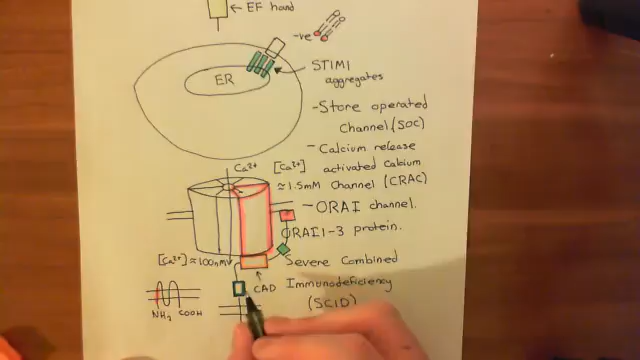 EF hand
-ve
ER
STIM1
aggregates
- Store operated
Channel (SOC)
- Calcium release
activated Calcium
Channel (CRAC)
Ca²⁺
[Ca²⁺]
≈1.5mM
- ORAI channel.
ORAI1-3 protein.
[Ca²⁺]≈100nM
Severe Combined
CAD
Immunodeficiency
(SCID)
NH₂ COOH